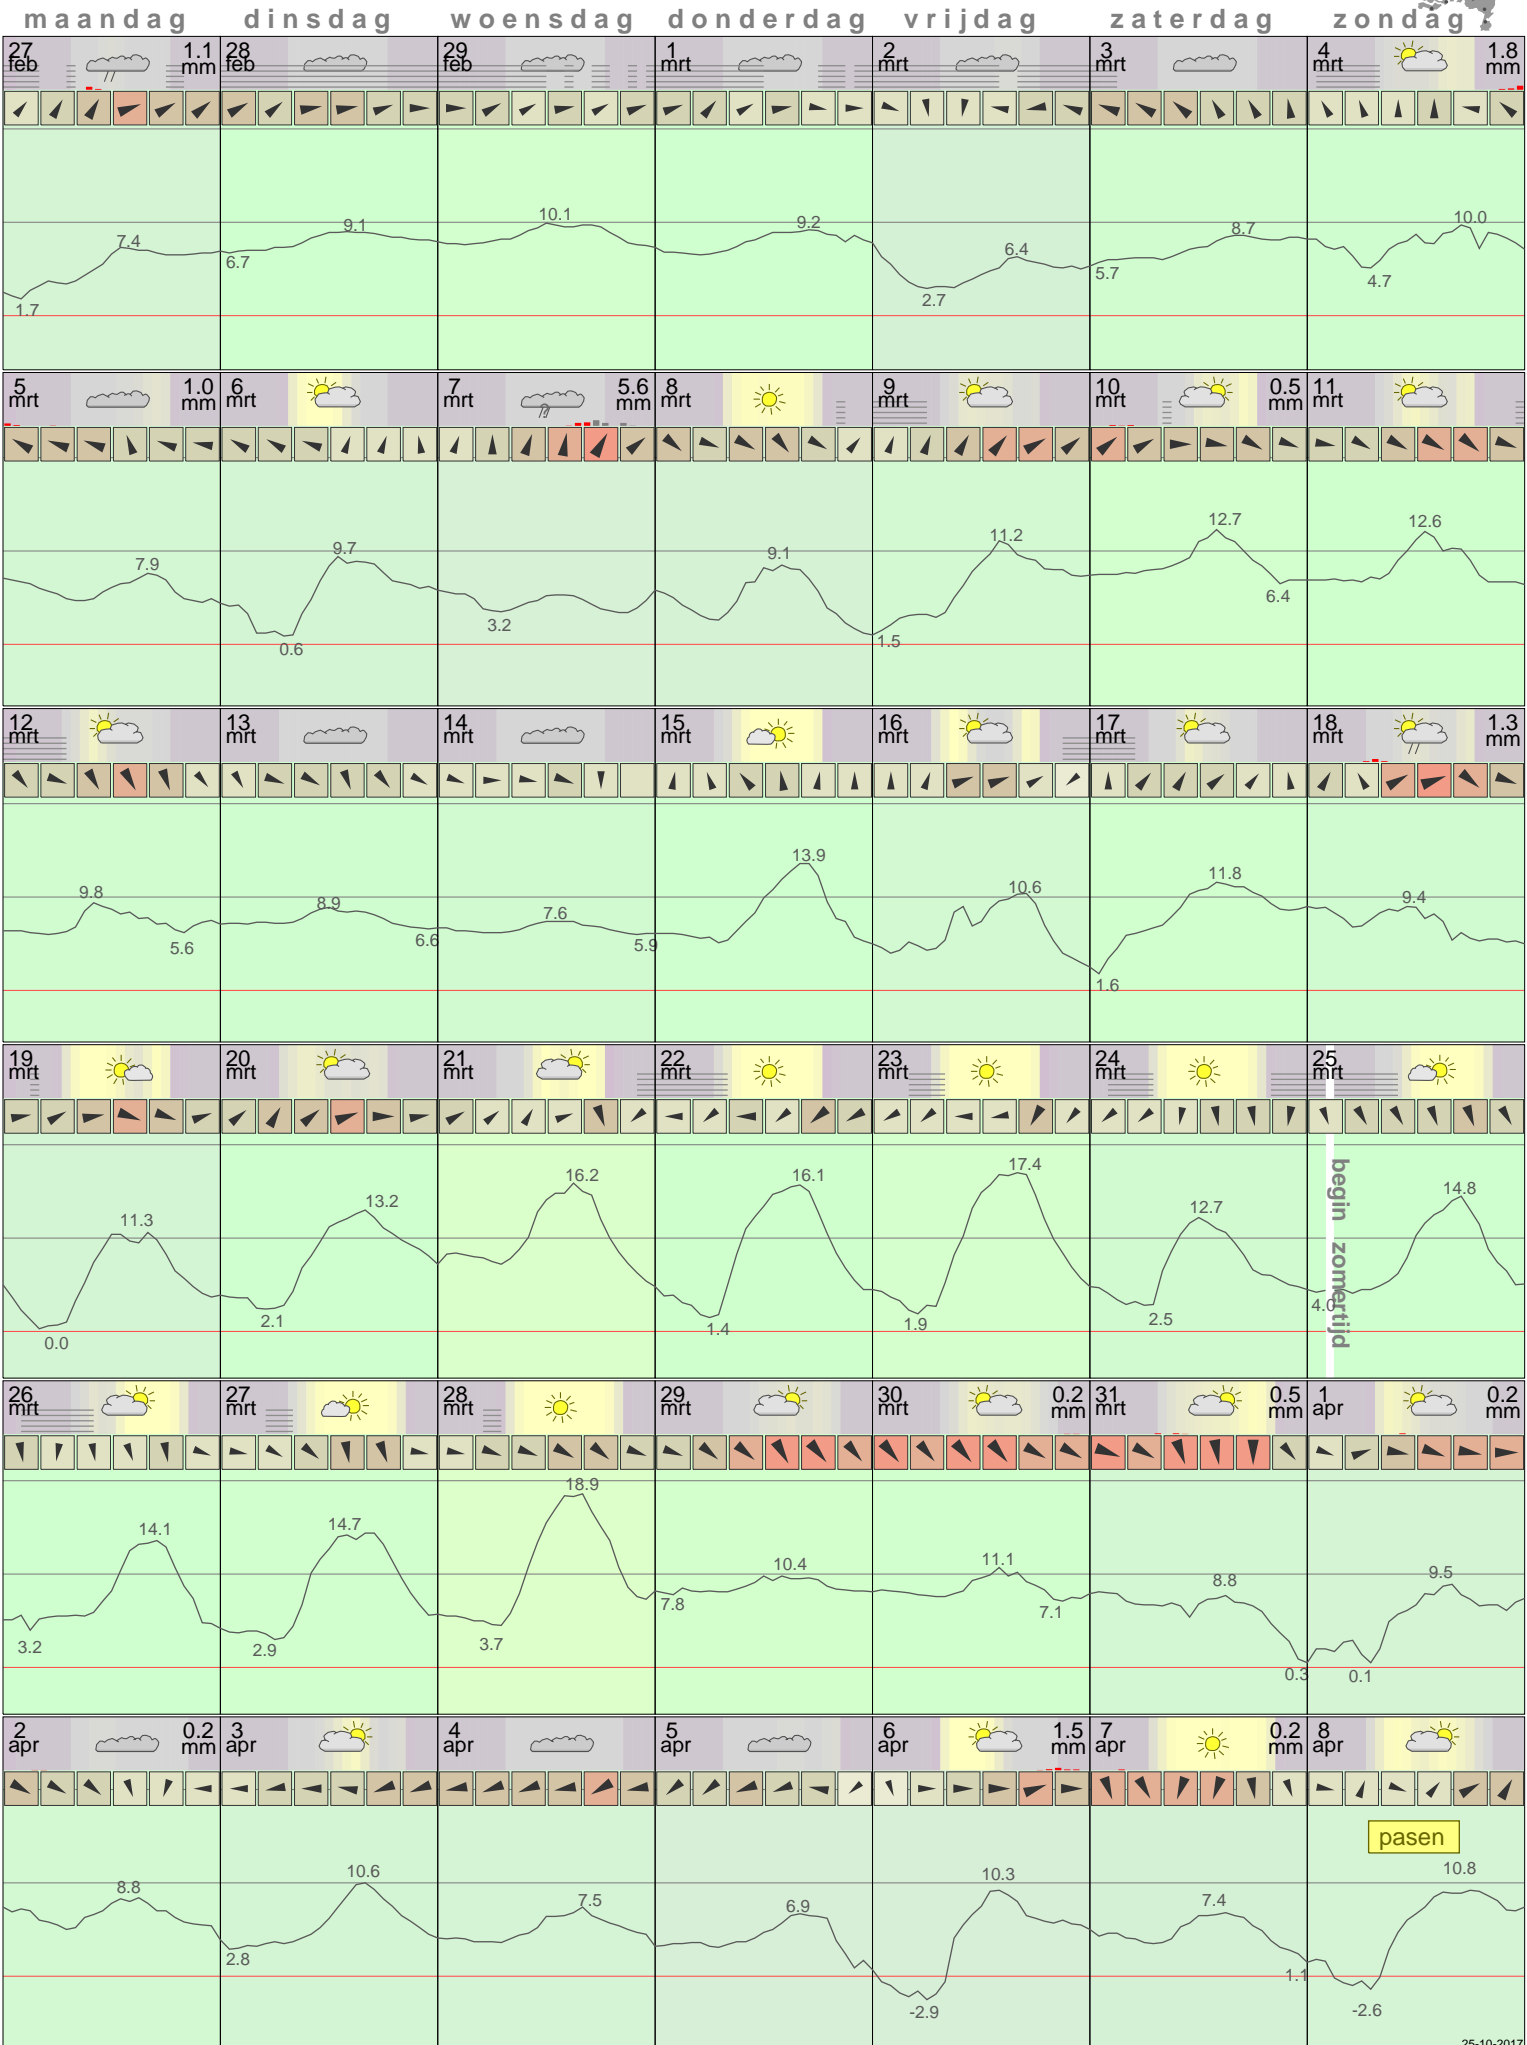 maandag dinsdag woensdag donderdag vrijdag zaterdag zondag
27 feb 1.1 mm 28 feb 29 feb 1 mrt 2 mrt 3 mrt 4 mrt 1.8 mm
7.4 9.1 10.1 9.2 6.4 8.7 10.0
1.7 6.7 2.7 5.7 4.7
5 mrt 1.0 mm 6 mrt 7 mrt 5.6 mm 8 mrt 9 mrt 10 mrt 0.5 mm 11 mrt
7.9 9.7 9.1 11.2 12.7 12.6
0.6 3.2 1.5 6.4
12 mrt 13 mrt 14 mrt 15 mrt 16 mrt 17 mrt 18 mrt 1.3 mm
9.8 8.9 7.6 13.9 10.6 11.8 9.4
5.6 6.6 5.9 1.6
19 mrt 20 mrt 21 mrt 22 mrt 23 mrt 24 mrt 25 mrt
11.3 13.2 16.2 16.1 17.4 12.7 14.8
0.0 2.1 1.4 1.9 2.5 4.0
begin zomertijd
26 mrt 27 mrt 28 mrt 29 mrt 30 mrt 0.2 mm 31 mrt 0.5 mm 1 apr 0.2 mm
14.1 14.7 18.9 10.4 11.1 8.8 9.5
3.2 2.9 3.7 7.8 7.1 0.3 0.1
2 apr 0.2 mm 3 apr 4 apr 5 apr 6 apr 1.5 mm 7 apr 0.2 mm 8 apr
pasen
8.8 10.6 7.5 6.9 10.3 7.4 10.8
2.8 -2.9 1.1 -2.6
25-10-2017